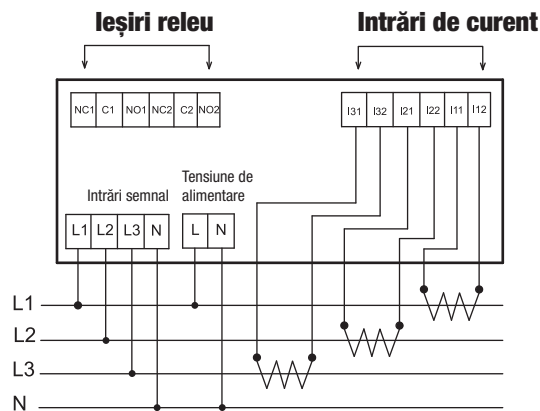 Ieșiri releu
Intrări de curent
NC1 C1 NO1 NC2 C2 NO2
I31 I32 I21 I22 I11 I12
Tensiune de
alimentare
Intrări semnal
L1 L2 L3 N
L N
L1
L2
L3
N